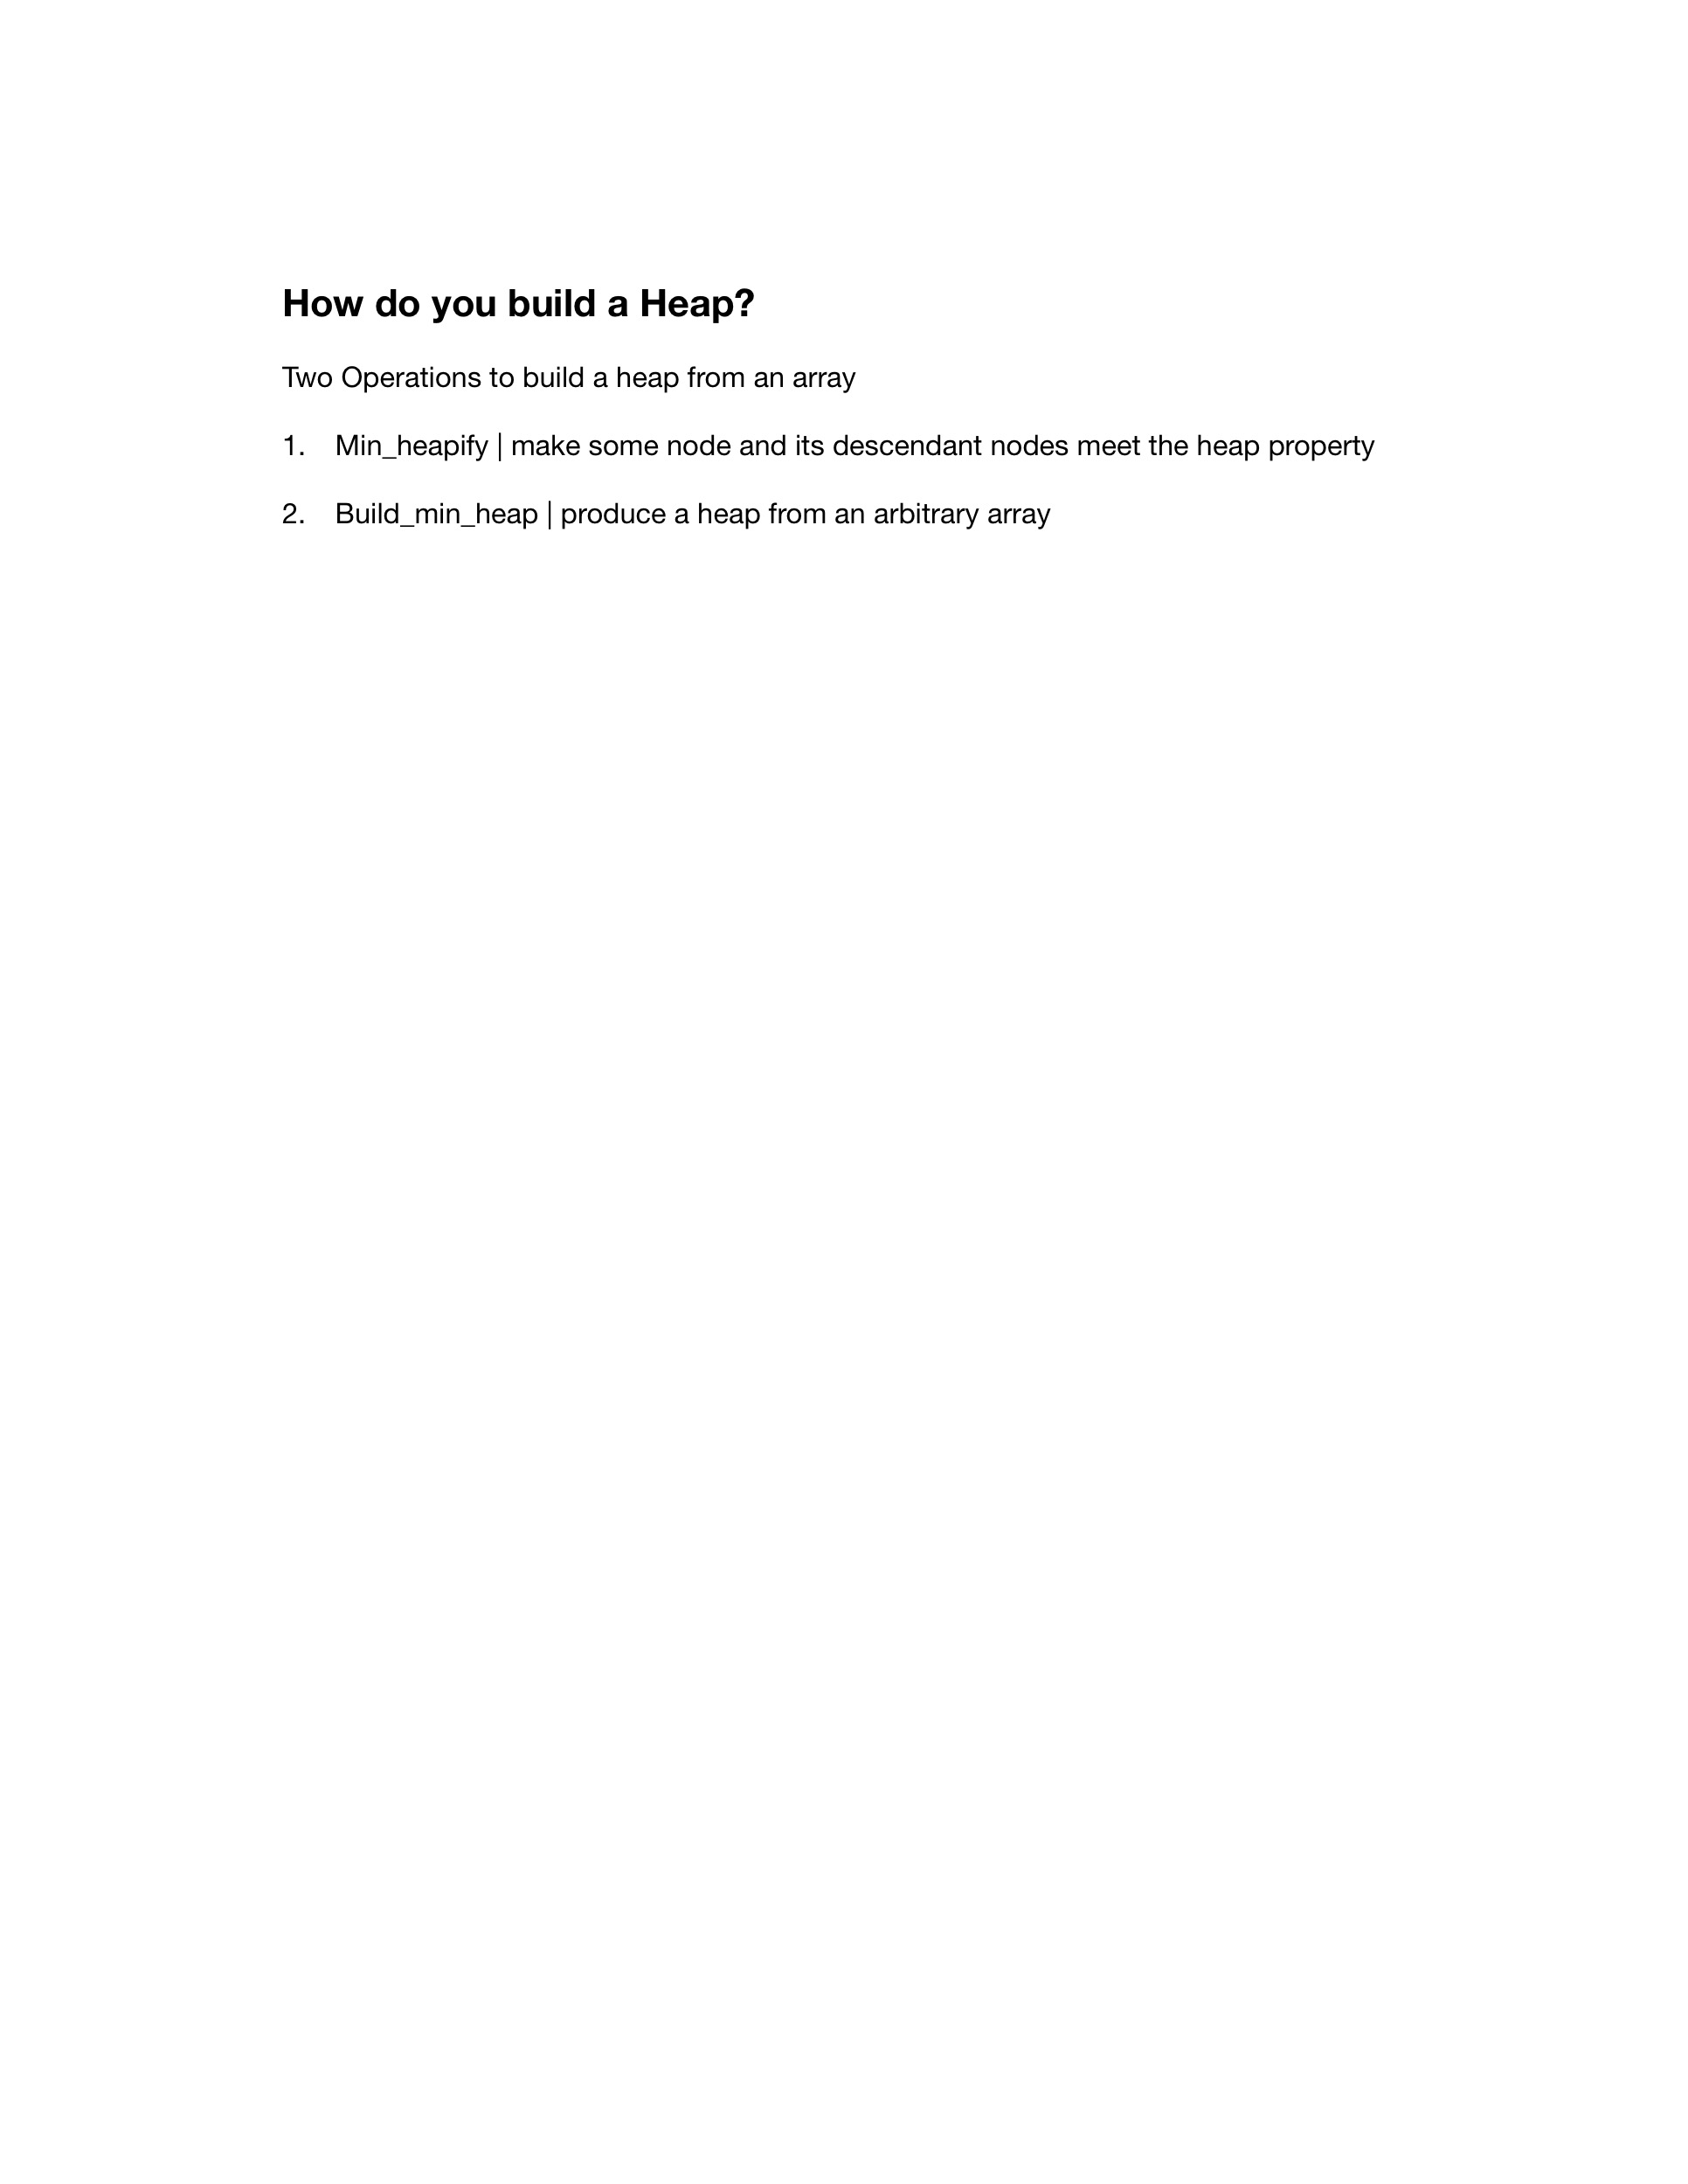 How do you build a Heap?
Two Operations to build a heap from an array
1. Min_heapify | make some node and its descendant nodes meet the heap property
2. Build_min_heap | produce a heap from an arbitrary array